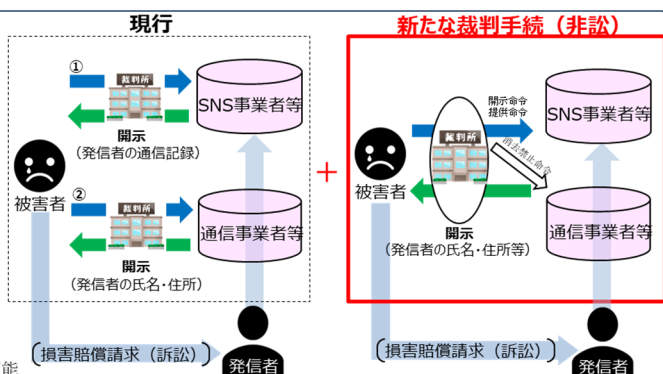 現行
①
裁判所
SNS事業者等
開示
（発信者の通信記録）
被害者
②
裁判所
通信事業者等
開示
（発信者の氏名・住所）
損害賠償請求（訴訟）
発信者
能
＋
新たな裁判手続（非訟）
開示命令
提供命令
SNS事業者等
裁判所
消去禁止命令
被害者
通信事業者等
開示
（発信者の氏名・住所等）
損害賠償請求（訴訟）
発信者